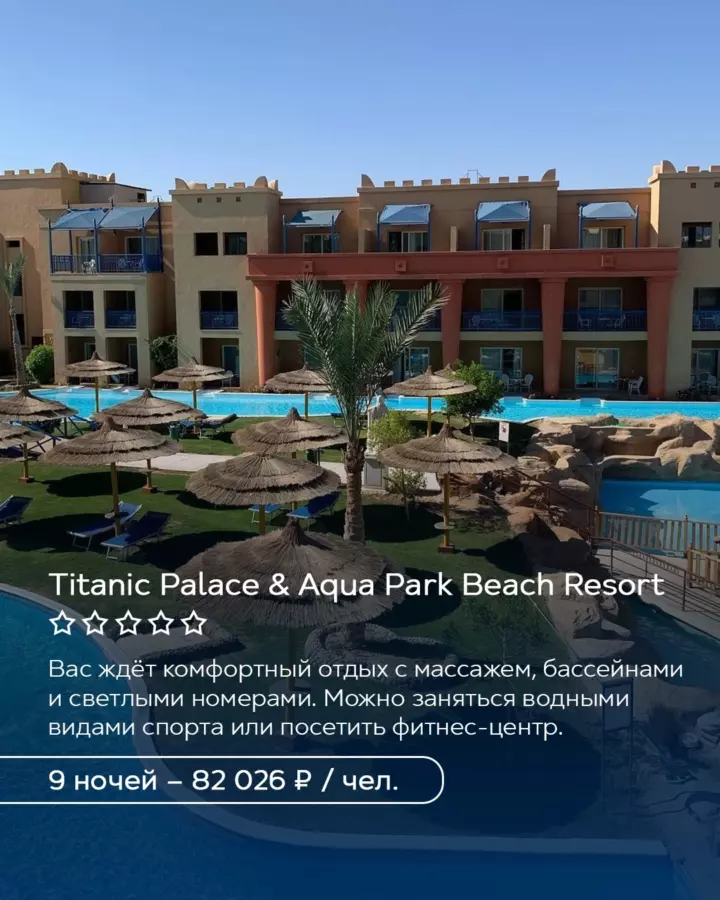 Titanic Palace & Aqua Park Beach Resort
Вас ждёт комфортный отдых с массажем, бассейнами
и светлыми номерами. Можно заняться водными
видами спорта или посетить фитнес-центр.
9 ночей – 82 026 ₽ / чел.